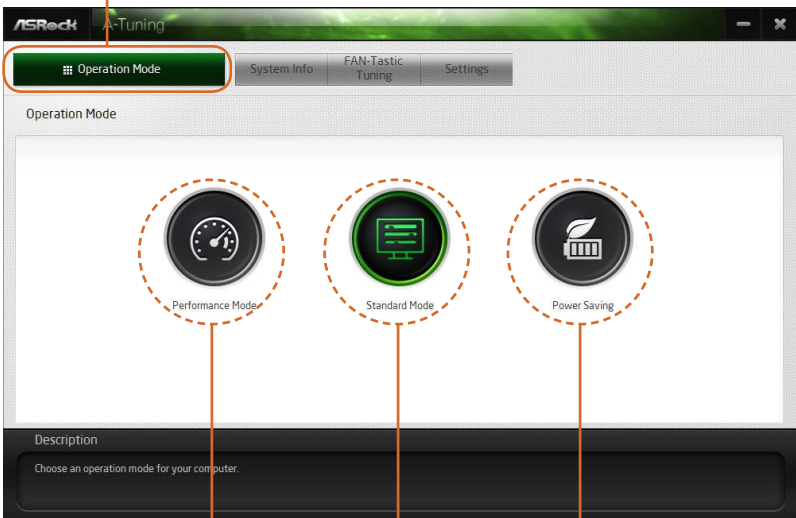 ASRock A-Tuning
Operation Mode System Info FAN-Tastic Tuning Settings
Operation Mode
Performance Mode Standard Mode Power Saving
Description
Choose an operation mode for your computer.